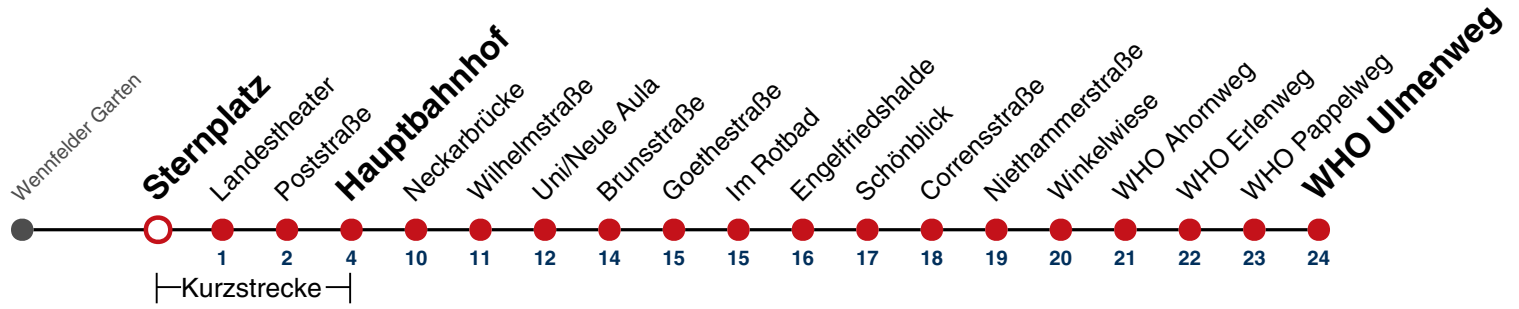 Wennfelder Garten
Sternplatz
Landestheater
Poststraße
Hauptbahnhof
Neckarbrücke
Wilhelmstraße
Uni/Neue Aula
Brunsstraße
Goethestraße
Im Rotbad
Engelfriedshalde
Schönblick
Corrensstraße
Niethammerstraße
Winkelwiese
WHO Ahornweg
WHO Erlenweg
WHO Pappelweg
WHO Ulmenweg
1 2 4 10 11 12 14 15 15 16 17 18 19 20 21 22 23 24
Kurzstrecke